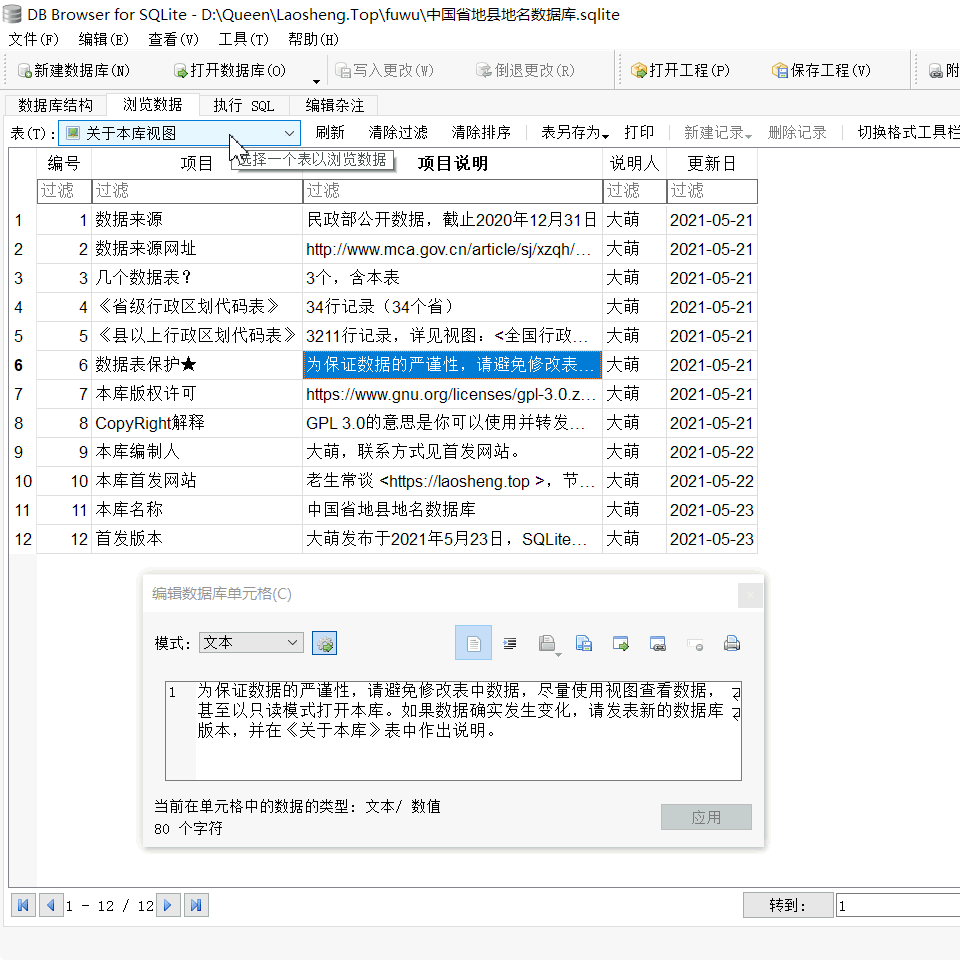 DB Browser for SQLite - D:\Queen\Laosheng.Top\fuwu\中国省地县地名数据库.sqlite
文件(F) 编辑(E) 查看(V) 工具(T) 帮助(H)
新建数据库(N) 打开数据库(O) 写入更改(W) 倒退更改(R) 打开工程(P) 保存工程(V) 附
数据库结构 浏览数据 执行 SQL 编辑杂注
表(T): 关于本库视图 刷新 清除过滤 清除排序 表另存为 打印 新建记录 删除记录 切换格式工具栏
选择一个表以浏览数据
编号 项目 项目说明 说明人 更新日
过滤 过滤 过滤 过滤 过滤
1 1 数据来源 民政部公开数据，截止2020年12月31日 大萌 2021-05-21
2 2 数据来源网址 http://www.mca.gov.cn/article/sj/xzqh/… 大萌 2021-05-21
3 3 几个数据表？ 3个，含本表 大萌 2021-05-21
4 4 《省级行政区划代码表》 34行记录（34个省） 大萌 2021-05-21
5 5 《县以上行政区划代码表》 3211行记录，详见视图：<全国行政… 大萌 2021-05-21
6 6 数据表保护★ 为保证数据的严谨性，请避免修改表… 大萌 2021-05-21
7 7 本库版权许可 https://www.gnu.org/licenses/gpl-3.0.z… 大萌 2021-05-21
8 8 CopyRight解释 GPL 3.0的意思是你可以使用并转发… 大萌 2021-05-21
9 9 本库编制人 大萌，联系方式见首发网站。 大萌 2021-05-22
10 10 本库首发网站 老生常谈 <https://laosheng.top >，节… 大萌 2021-05-22
11 11 本库名称 中国省地县地名数据库 大萌 2021-05-23
12 12 首发版本 大萌发布于2021年5月23日，SQLite… 大萌 2021-05-23
编辑数据库单元格(C)
模式： 文本
1 为保证数据的严谨性，请避免修改表中数据，尽量使用视图查看数据，
甚至以只读模式打开本库。如果数据确实发生变化，请发表新的数据库
版本，并在《关于本库》表中作出说明。
当前在单元格中的数据的类型: 文本/ 数值
80 个字符
应用
1 - 12 / 12 转到: 1